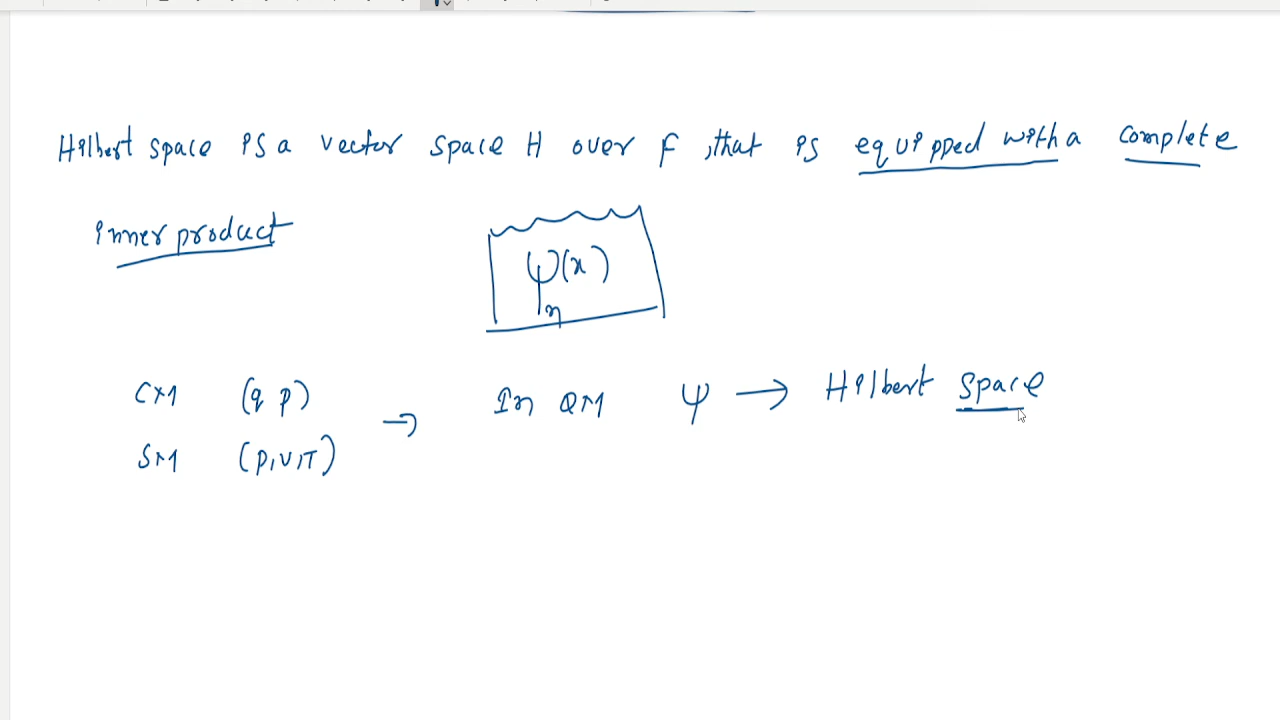 Hilbert space is a vector space H over F, that is equipped with a complete
inner product
ψn(x)
CM (q p) → In QM ψ → Hilbert space
SM (P,V,T)